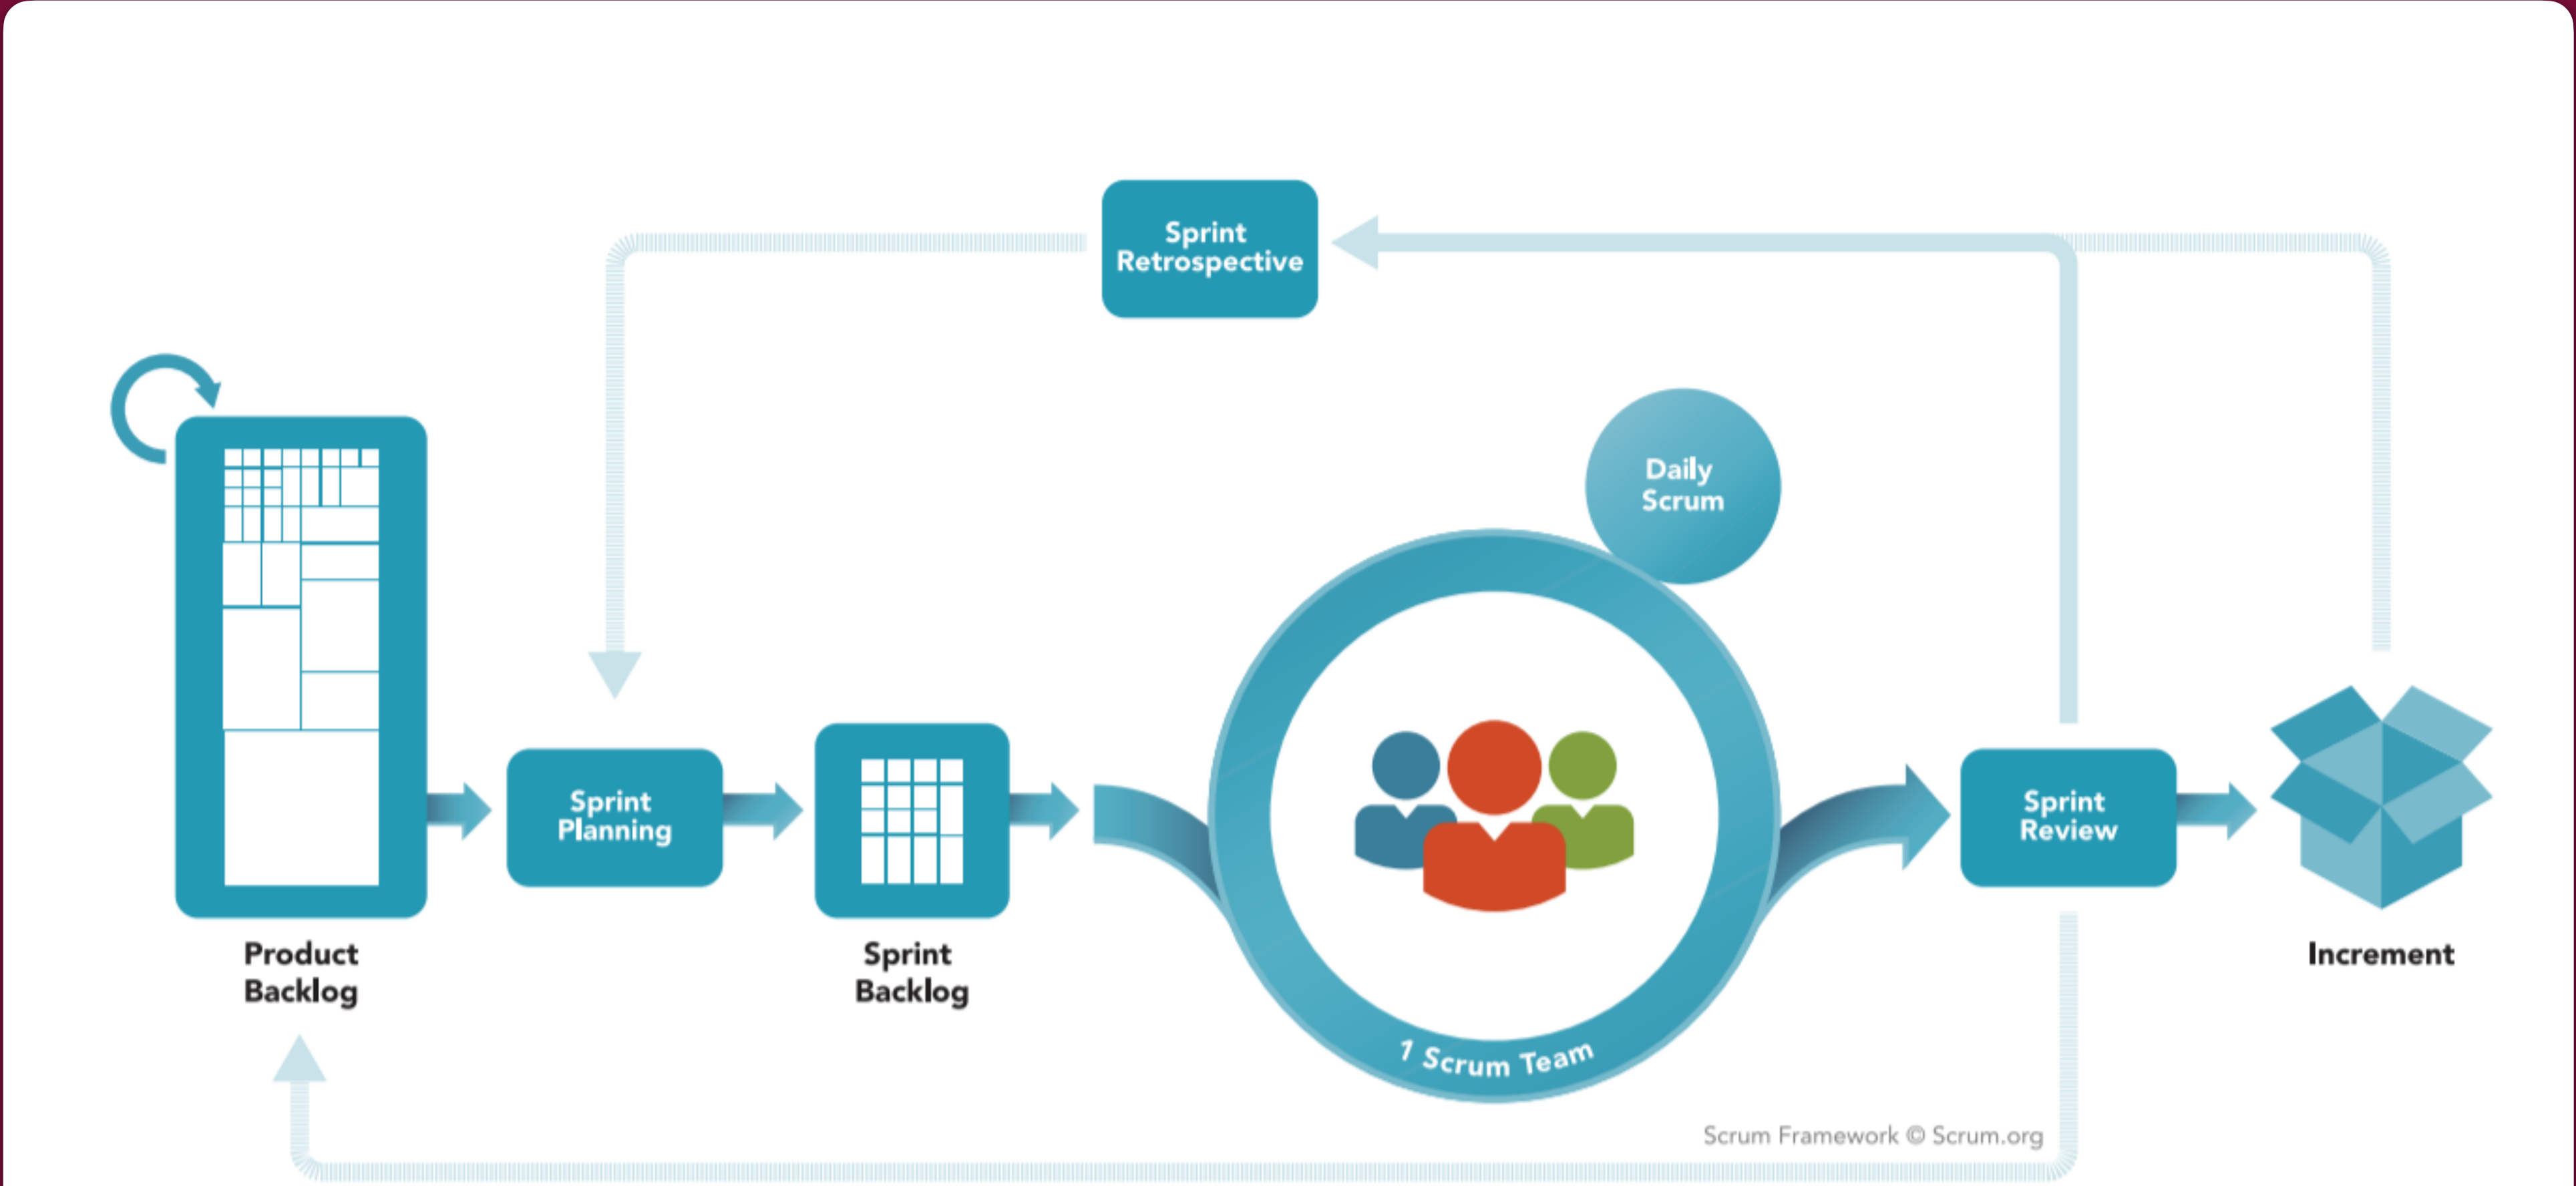 Sprint
Retrospective
Daily
Scrum
Sprint
Planning
Sprint
Review
Product
Backlog
Sprint
Backlog
Increment
1 Scrum Team
Scrum Framework © Scrum.org